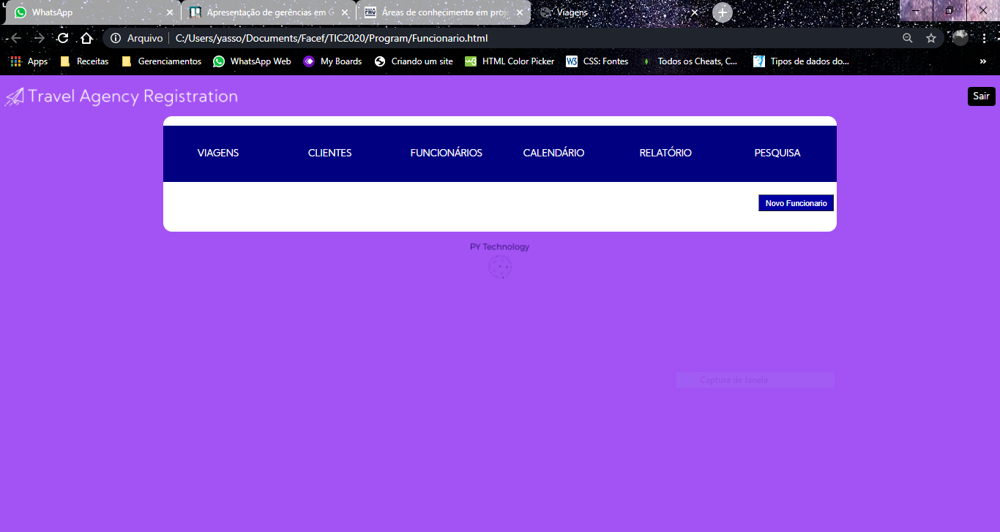 WhatsApp
Apresentação de gerências em G
Áreas de conhecimento em proj
Viagens
Arquivo C:/Users/yasso/Documents/Facef/TIC2020/Program/Funcionario.html
Apps Receitas Gerenciamentos WhatsApp Web My Boards Criando um site HTML Color Picker CSS: Fontes Todos os Cheats, C... Tipos de dados do... »
Travel Agency Registration
Sair
VIAGENS CLIENTES FUNCIONÁRIOS CALENDÁRIO RELATÓRIO PESQUISA
Novo Funcionario
PY Technology
Captura de Janela